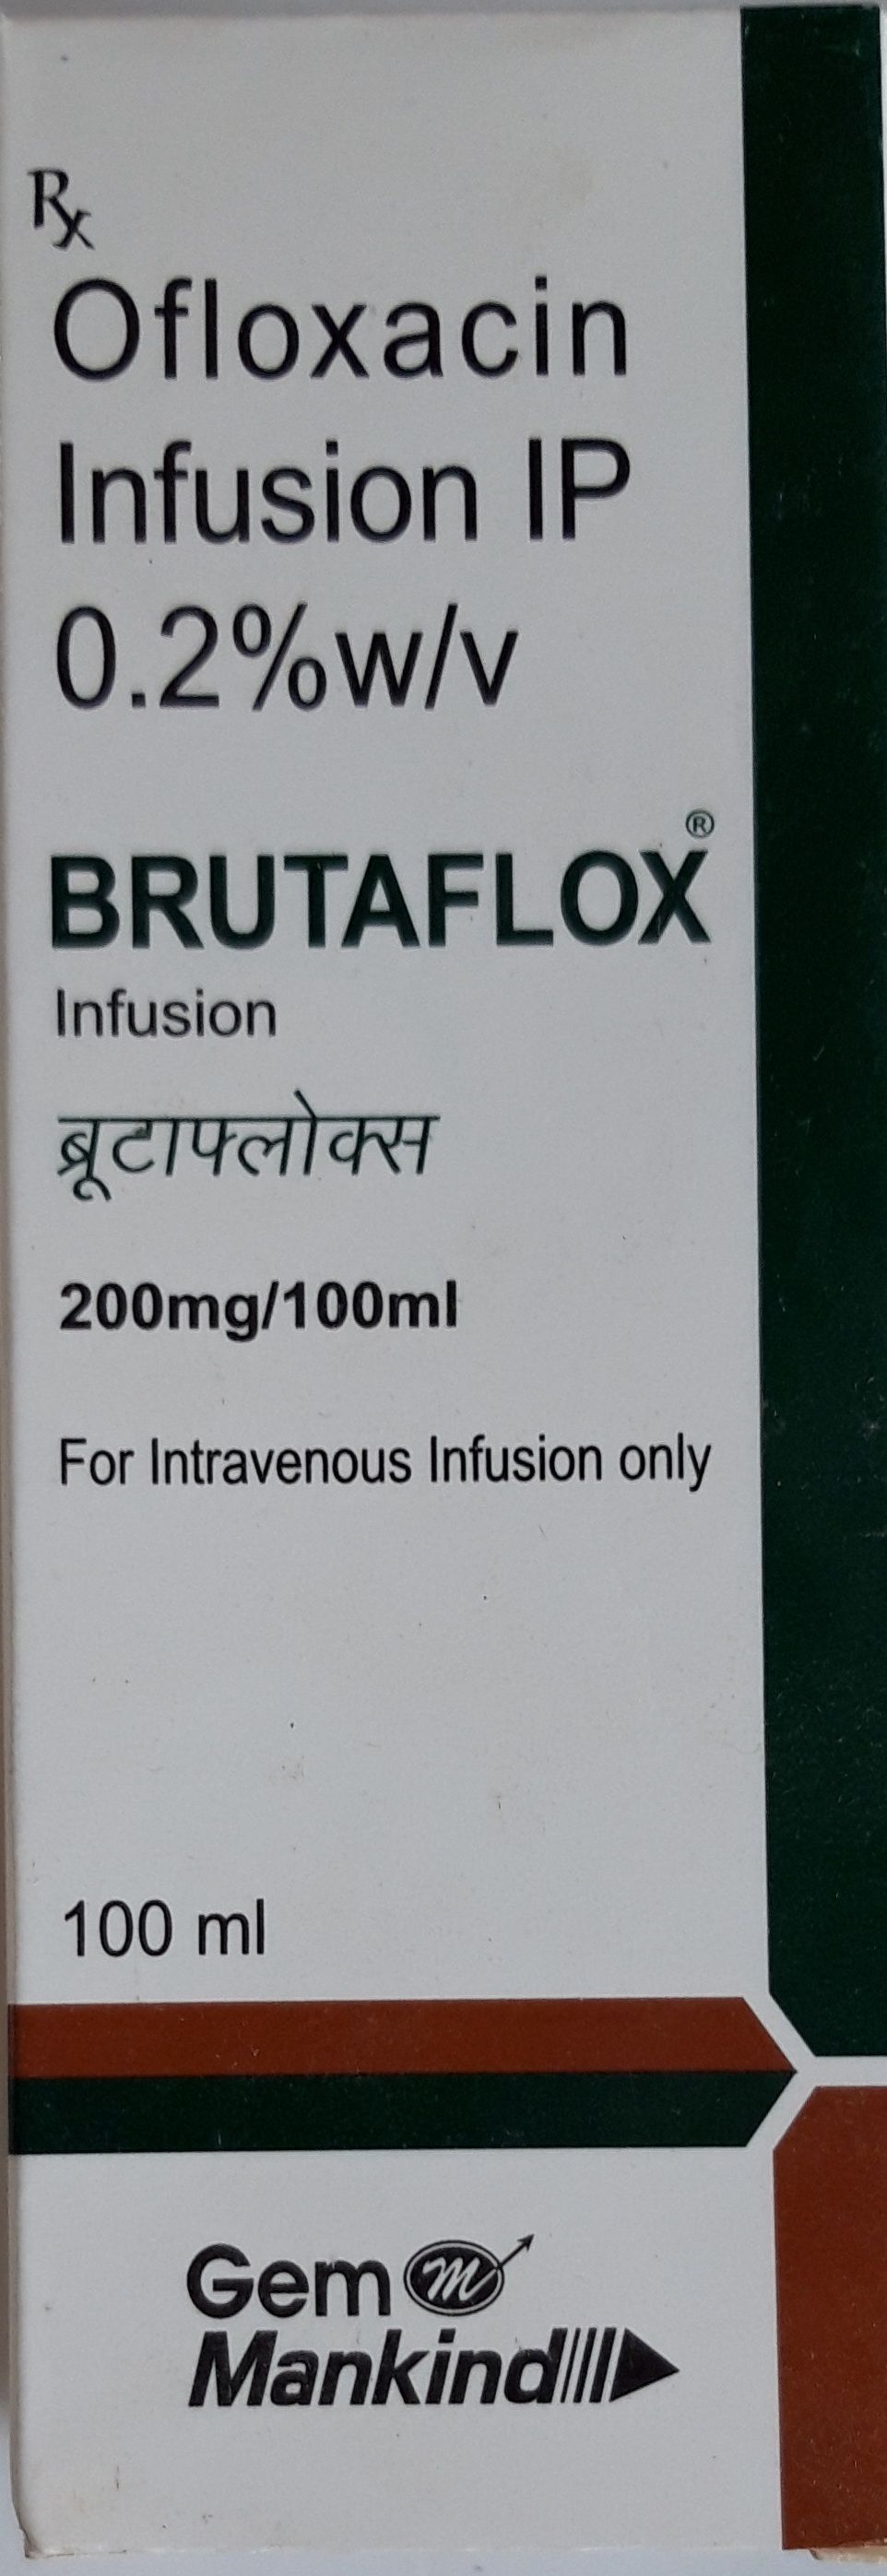 Rx
Ofloxacin
Infusion IP
0.2%w/v
BRUTAFLOX®
Infusion
ब्रूटाफ्लोक्स
200mg/100ml
For Intravenous Infusion only
100 ml
Gem m
Mankind